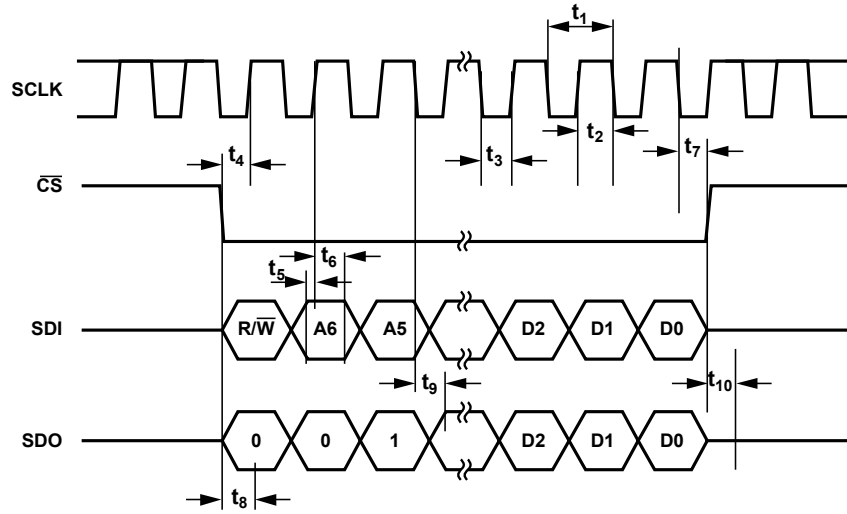 t1
SCLK
t4
t3
t2
t7
CS
t6
t5
SDI
R/W
A6
A5
D2
D1
D0
t9
t10
SDO
0
0
1
D2
D1
D0
t8